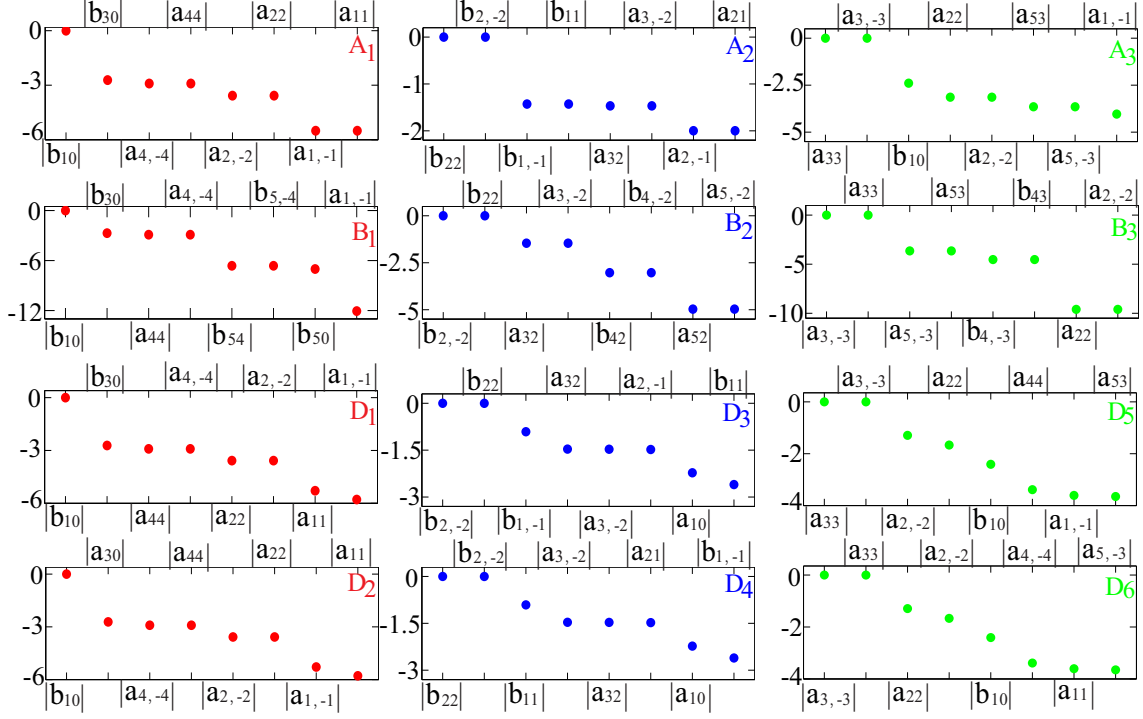 |b₃₀| |a₄₄| |a₂₂| |a₁₁|
0
-3
-6
A₁
|b₁₀| |a₄,₋₄| |a₂,₋₂| |a₁,₋₁|
|b₂,₋₂| |b₁₁| |a₃,₋₂| |a₂₁|
0
-1
-2
A₂
|b₂₂| |b₁,₋₁| |a₃₂| |a₂,₋₁|
|a₃,₋₃| |a₂₂| |a₅₃| |a₁,₋₁|
0
-2.5
-5
A₃
|a₃₃| |b₁₀| |a₂,₋₂| |a₅,₋₃|
|b₃₀| |a₄,₋₄| |b₅,₋₄| |a₁,₋₁|
0
-6
-12
B₁
|b₁₀| |a₄₄| |b₅₄| |b₅₀|
|b₂₂| |a₃,₋₂| |b₄,₋₂| |a₅,₋₂|
0
-2.5
-5
B₂
|b₂,₋₂| |a₃₂| |b₄₂| |a₅₂|
|a₃₃| |a₅₃| |b₄₃| |a₂,₋₂|
0
-5
-10
B₃
|a₃,₋₃| |a₅,₋₃| |b₄,₋₃| |a₂₂|
|b₃₀| |a₄,₋₄| |a₂,₋₂| |a₁,₋₁|
0
-3
-6
D₁
|b₁₀| |a₄₄| |a₂₂| |a₁₁|
|b₂₂| |a₃₂| |a₂,₋₁| |b₁₁|
0
-1.5
-3
D₃
|b₂,₋₂| |b₁,₋₁| |a₃,₋₂| |a₁₀|
|a₃,₋₃| |a₂₂| |a₄₄| |a₅₃|
0
-2
-4
D₅
|a₃₃| |a₂,₋₂| |b₁₀| |a₁,₋₁|
|a₃₀| |a₄₄| |a₂₂| |a₁₁|
0
-3
-6
D₂
|b₁₀| |a₄,₋₄| |a₂,₋₂| |a₁,₋₁|
|b₂,₋₂| |a₃,₋₂| |a₂₁| |b₁,₋₁|
0
-1.5
-3
D₄
|b₂₂| |b₁₁| |a₃₂| |a₁₀|
|a₃₃| |a₂,₋₂| |a₄,₋₄| |a₅,₋₃|
0
-2
-4
D₆
|a₃,₋₃| |a₂₂| |b₁₀| |a₁₁|